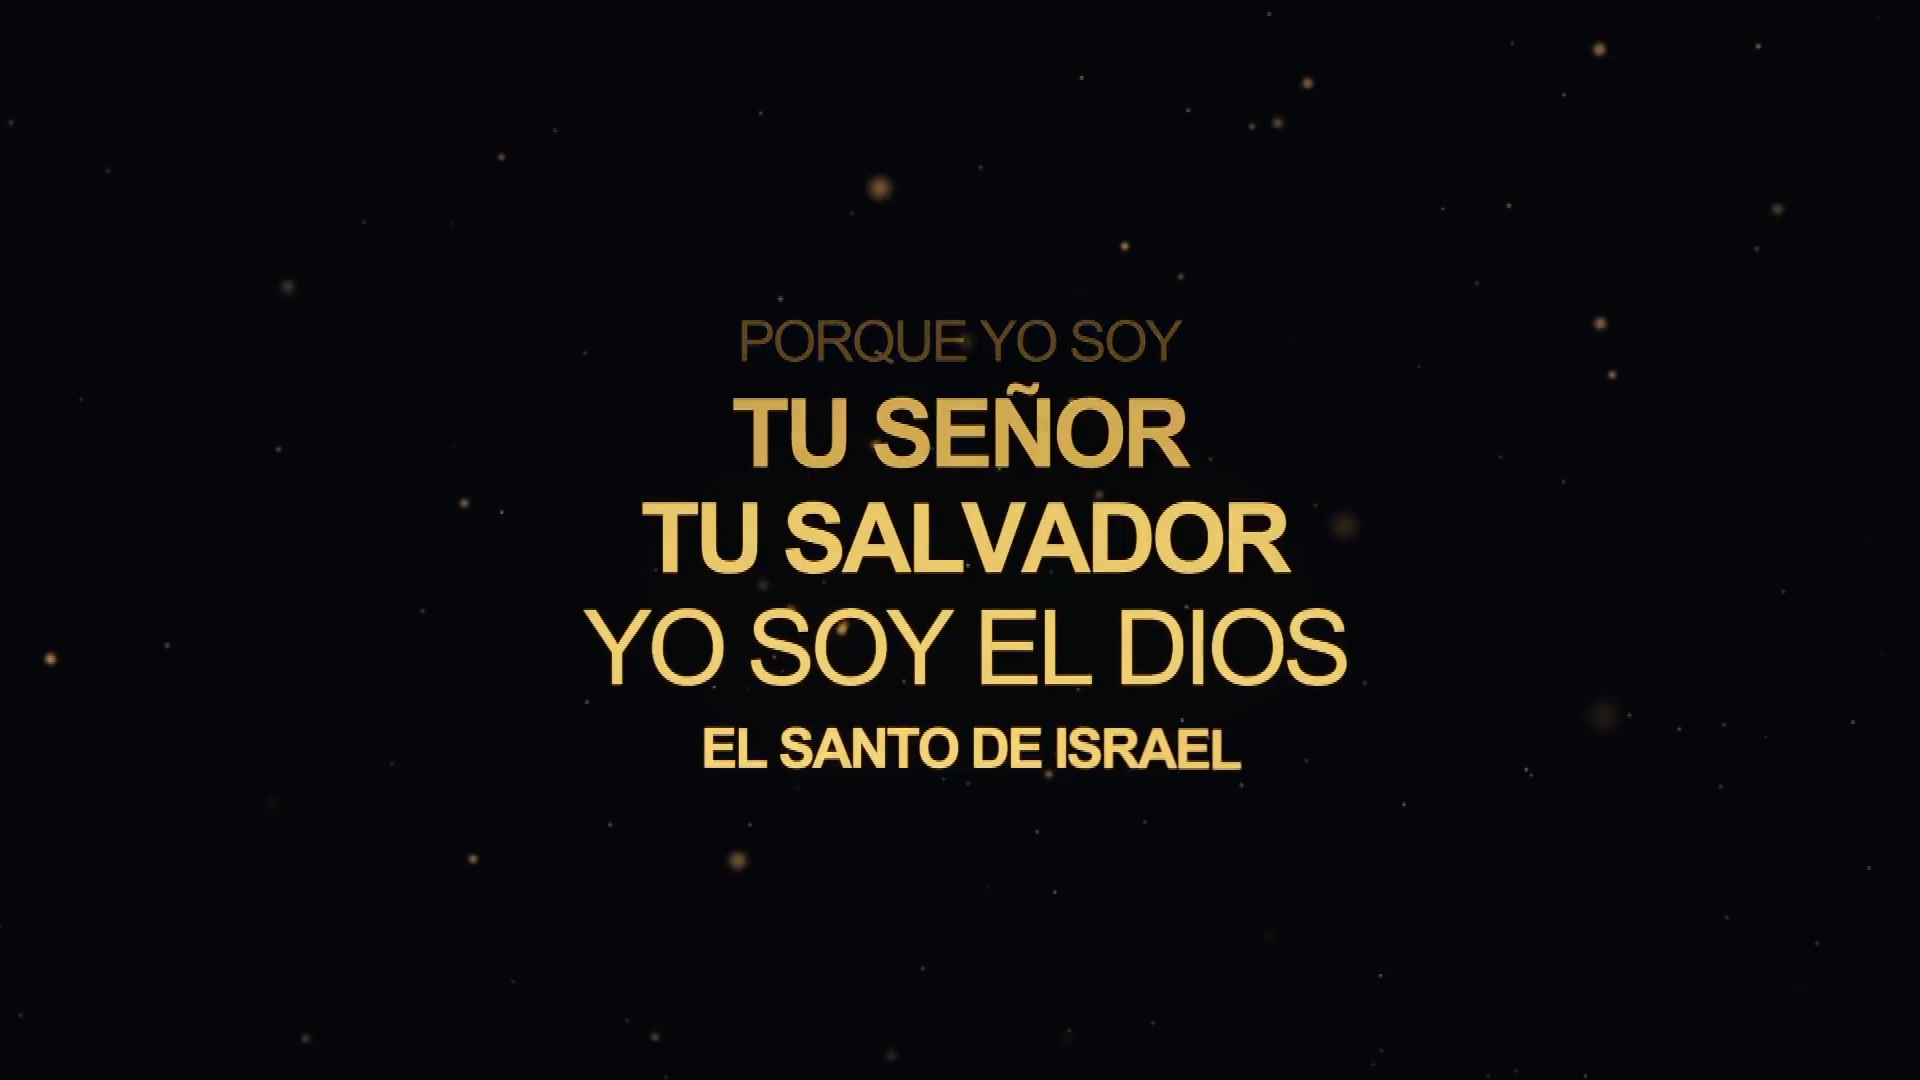 PORQUE YO SOY
TU SEÑOR
TU SALVADOR
YO SOY EL DIOS
EL SANTO DE ISRAEL